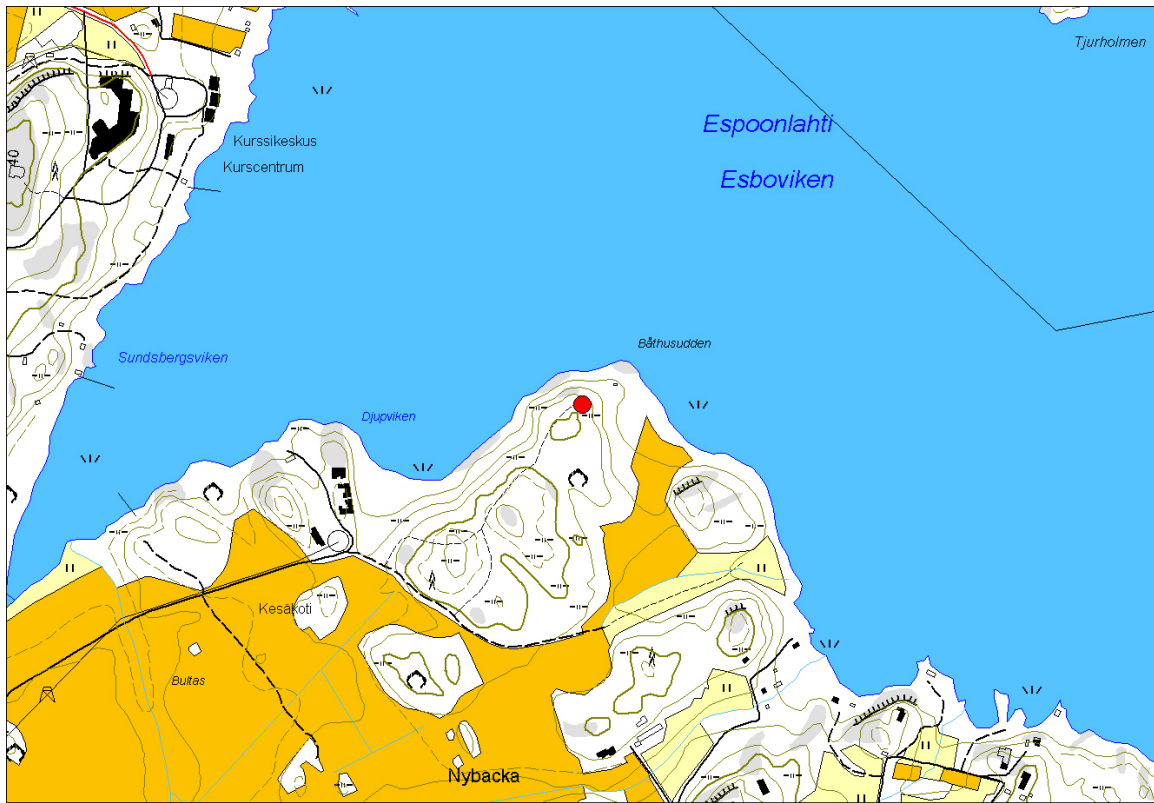 Tjurholmen
Espoonlahti
Kurssikeskus
Kurscentrum
40
Esboviken
Båthusudden
Sundsbergsviken
Djupviken
Kesäkoti
Bultas
Nybacka